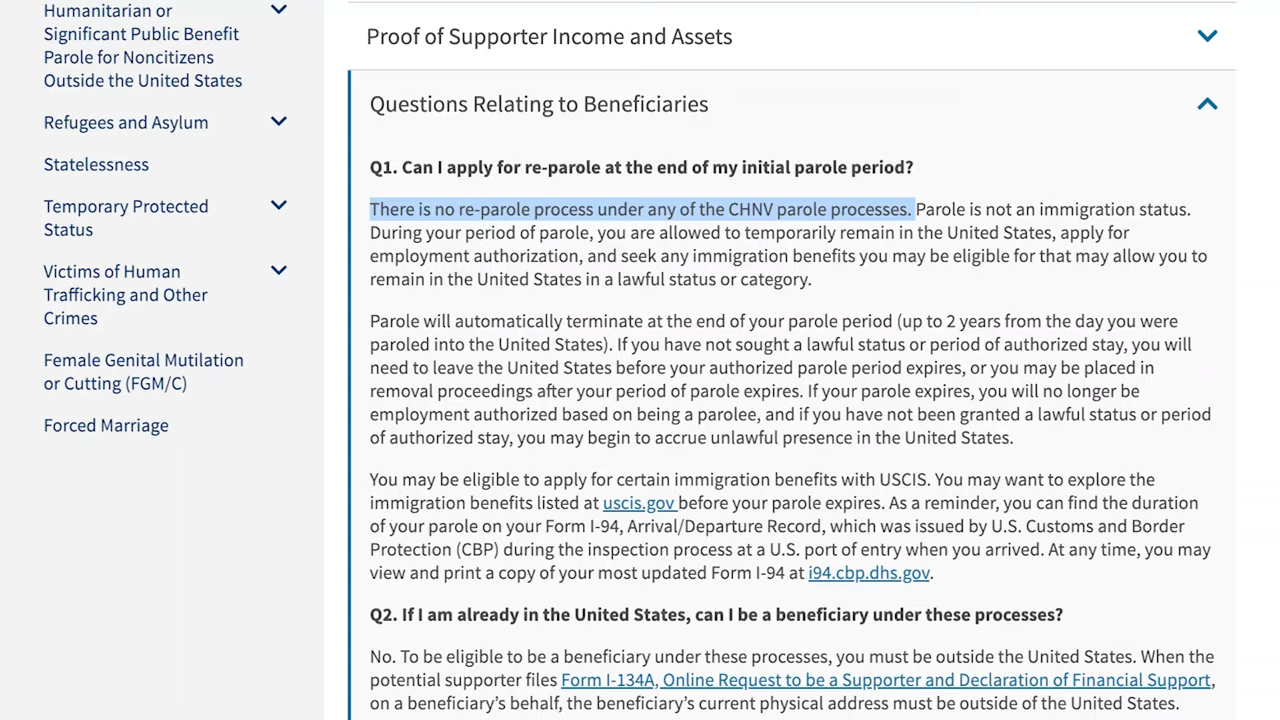 Humanitarian or
Significant Public Benefit
Parole for Noncitizens
Outside the United States
Refugees and Asylum
Statelessness
Temporary Protected
Status
Victims of Human
Trafficking and Other
Crimes
Female Genital Mutilation
or Cutting (FGM/C)
Forced Marriage
Proof of Supporter Income and Assets
Questions Relating to Beneficiaries
Q1. Can I apply for re-parole at the end of my initial parole period?
There is no re-parole process under any of the CHNV parole processes. Parole is not an immigration status.
During your period of parole, you are allowed to temporarily remain in the United States, apply for
employment authorization, and seek any immigration benefits you may be eligible for that may allow you to
remain in the United States in a lawful status or category.
Parole will automatically terminate at the end of your parole period (up to 2 years from the day you were
paroled into the United States). If you have not sought a lawful status or period of authorized stay, you will
need to leave the United States before your authorized parole period expires, or you may be placed in
removal proceedings after your period of parole expires. If your parole expires, you will no longer be
employment authorized based on being a parolee, and if you have not been granted a lawful status or period
of authorized stay, you may begin to accrue unlawful presence in the United States.
You may be eligible to apply for certain immigration benefits with USCIS. You may want to explore the
immigration benefits listed at uscis.gov before your parole expires. As a reminder, you can find the duration
of your parole on your Form I-94, Arrival/Departure Record, which was issued by U.S. Customs and Border
Protection (CBP) during the inspection process at a U.S. port of entry when you arrived. At any time, you may
view and print a copy of your most updated Form I-94 at i94.cbp.dhs.gov.
Q2. If I am already in the United States, can I be a beneficiary under these processes?
No. To be eligible to be a beneficiary under these processes, you must be outside the United States. When the
potential supporter files Form I-134A, Online Request to be a Supporter and Declaration of Financial Support,
on a beneficiary's behalf, the beneficiary's current physical address must be outside of the United States.